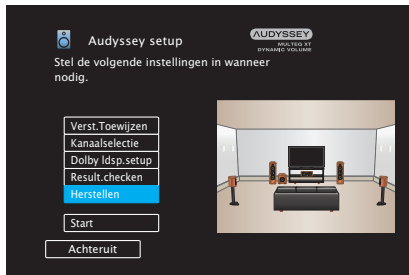 Audyssey setup
AUDYSSEY
MULTEQ XT
DYNAMIC VOLUME
Stel de volgende instellingen in wanneer
nodig.
Verst.Toewijzen
Kanaalselectie
Dolby ldsp.setup
Result.checken
Herstellen
Start
Achteruit